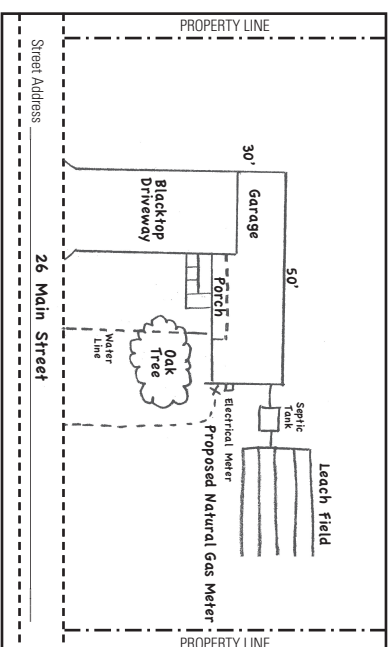 PROPERTY LINE
30'
Garage
50'
Blacktop
Driveway
Porch
Oak
Tree
Water
Line
Electrical Meter
Septic
Tank
Leach Field
Proposed Natural Gas Meter
Street Address
26 Main Street
PROPERTY LINE